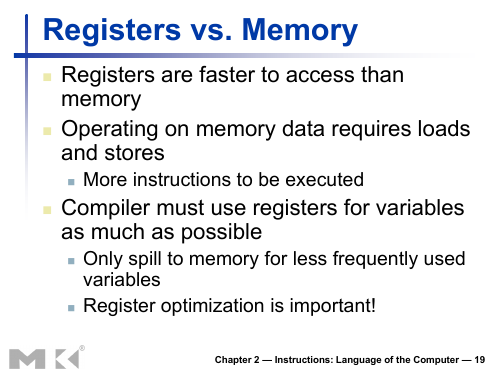 Registers vs. Memory
Registers are faster to access than
memory
Operating on memory data requires loads
and stores
More instructions to be executed
Compiler must use registers for variables
as much as possible
Only spill to memory for less frequently used
variables
Register optimization is important!
MK®
Chapter 2 — Instructions: Language of the Computer — 19